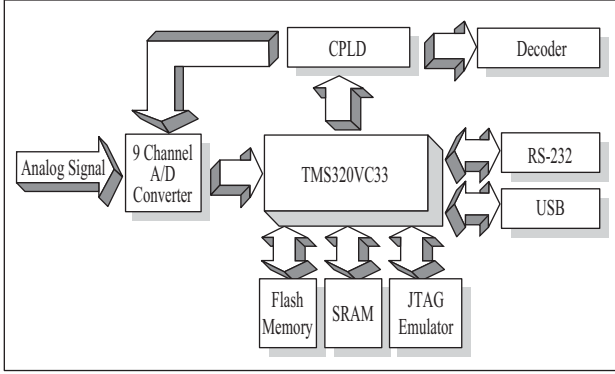 CPLD
Decoder
Analog Signal
9 Channel
A/D
Converter
TMS320VC33
RS-232
USB
Flash
Memory
SRAM
JTAG
Emulator